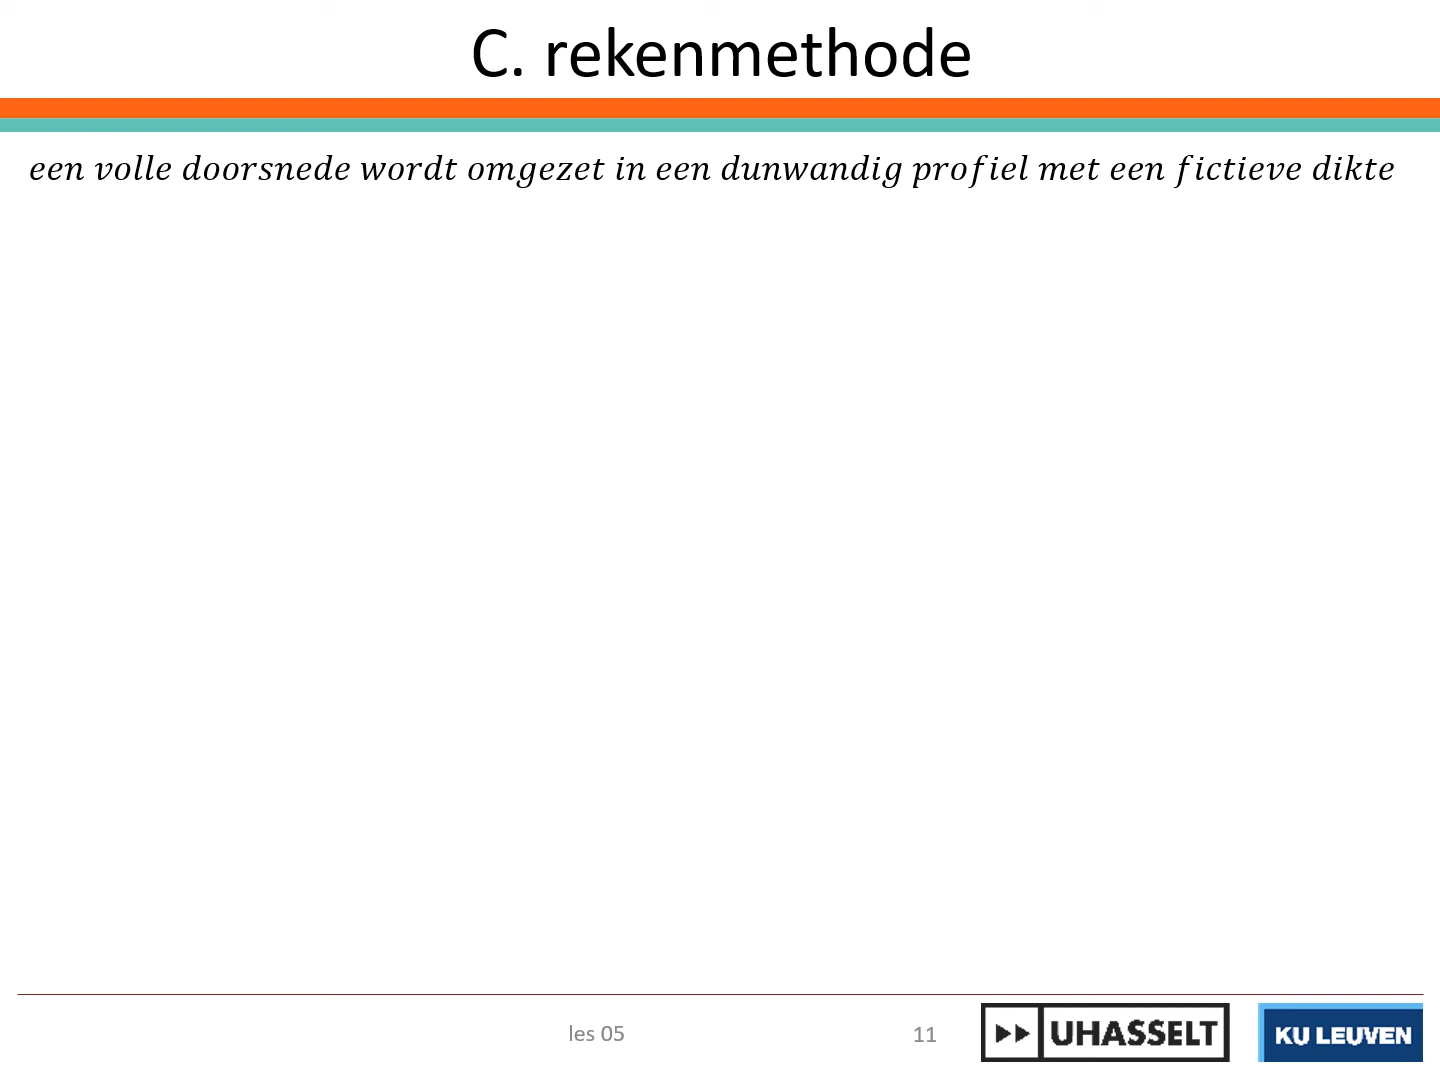 C. rekenmethode
een volle doorsnede wordt omgezet in een dunwandig profiel met een fictieve dikte
les 05
11
UHASSELT
KU LEUVEN